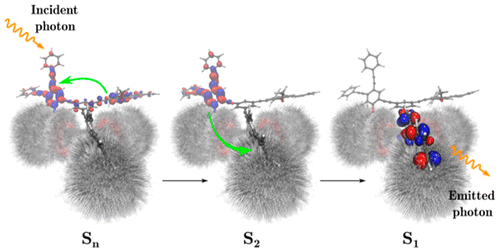 Incident
photon
Emitted
photon
Sn
S2
S1